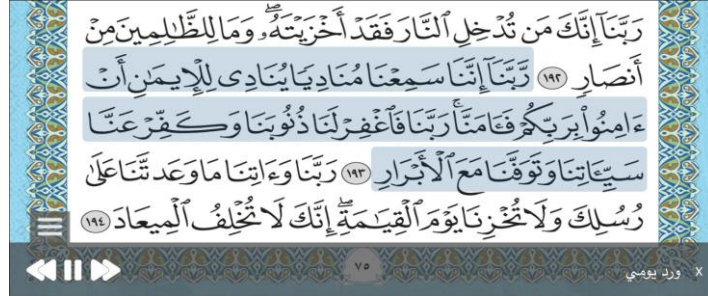 رَبَّنَآ إِنَّكَ مَن تُدْخِلِ ٱلنَّارَ فَقَدْ أَخْزَيْتَهُۥ ۖ وَمَا لِلظَّـٰلِمِينَ مِنْ
أَنصَارٍ ١٩٢ رَّبَّنَآ إِنَّنَا سَمِعْنَا مُنَادِيًا يُنَادِى لِلْإِيمَـٰنِ أَنْ
ءَامِنُوا۟ بِرَبِّكُمْ فَـَٔامَنَّا ۚ رَبَّنَا فَٱغْفِرْ لَنَا ذُنُوبَنَا وَكَفِّرْ عَنَّا
سَيِّـَٔاتِنَا وَتَوَفَّنَا مَعَ ٱلْأَبْرَارِ ١٩٣ رَبَّنَا وَءَاتِنَا مَا وَعَدتَّنَا عَلَىٰ
رُسُلِكَ وَلَا تُخْزِنَا يَوْمَ ٱلْقِيَـٰمَةِ ۗ إِنَّكَ لَا تُخْلِفُ ٱلْمِيعَادَ ١٩٤
٧٥
x ورد يومي